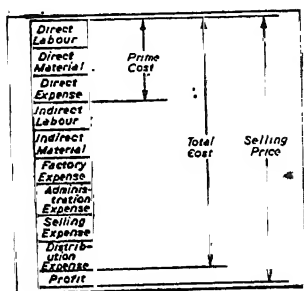 Direct
Labour
Direct
Material
Direct
Expense
Indirect
Labour
Indirect
Material
Factory
Expense
Adminis-
tration
Expense
Selling
Expense
Distrib-
ution
Expense
Profit
Prime
Cost
Total
Cost
Selling
Price